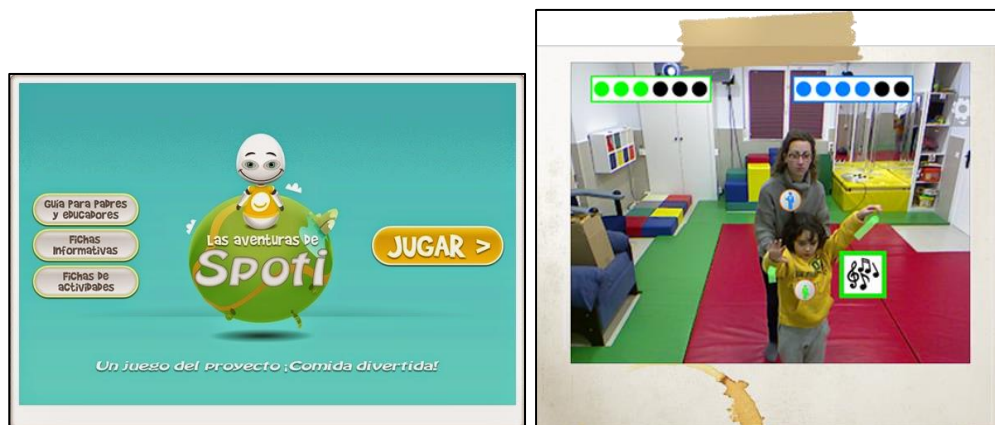 Guía para padres
y educadores
Fichas
informativas
Fichas de
actividades
Las aventuras de
Spoti
JUGAR >
Un juego del proyecto ¡Comida divertida!